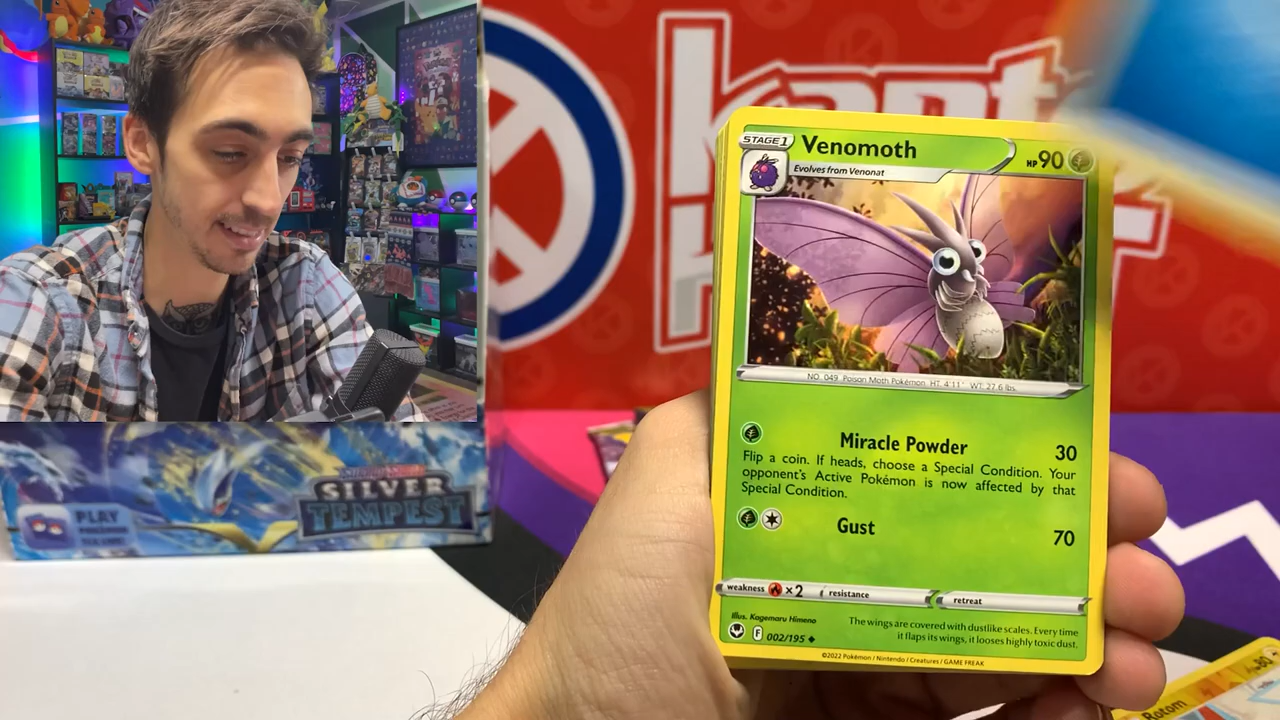 STAGE 1
Venomoth
HP 90
Evolves from Venonat
NO. 049 Poison Moth Pokémon HT: 4'11" WT: 27.6 lbs.
Miracle Powder 30
Flip a coin. If heads, choose a Special Condition. Your
opponent's Active Pokémon is now affected by that
Special Condition.
Gust 70
weakness ×2 resistance retreat
Illus. Kagemaru Himeno
F 002/195
The wings are covered with dustlike scales. Every time
it flaps its wings, it looses highly toxic dust.
©2022 Pokémon / Nintendo / Creatures / GAME FREAK
SILVER
TEMPEST
PLAY
Rotom
80